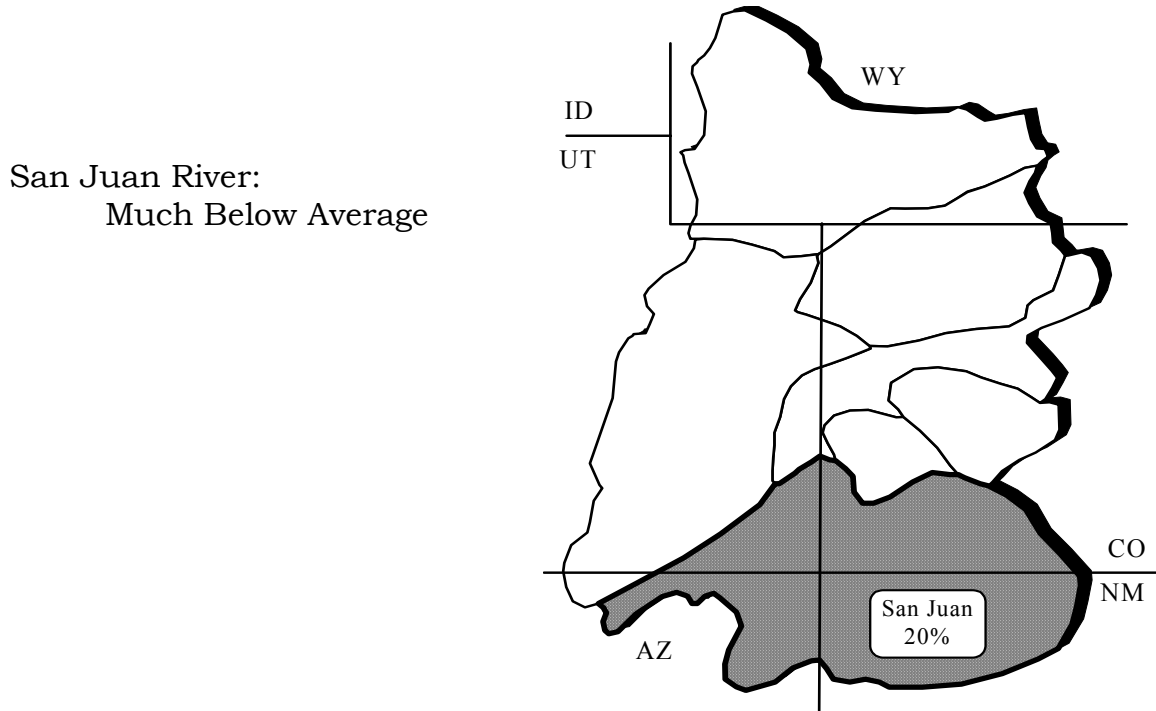 San Juan River:
Much Below Average
WY
ID
UT
CO
NM
San Juan
20%
AZ